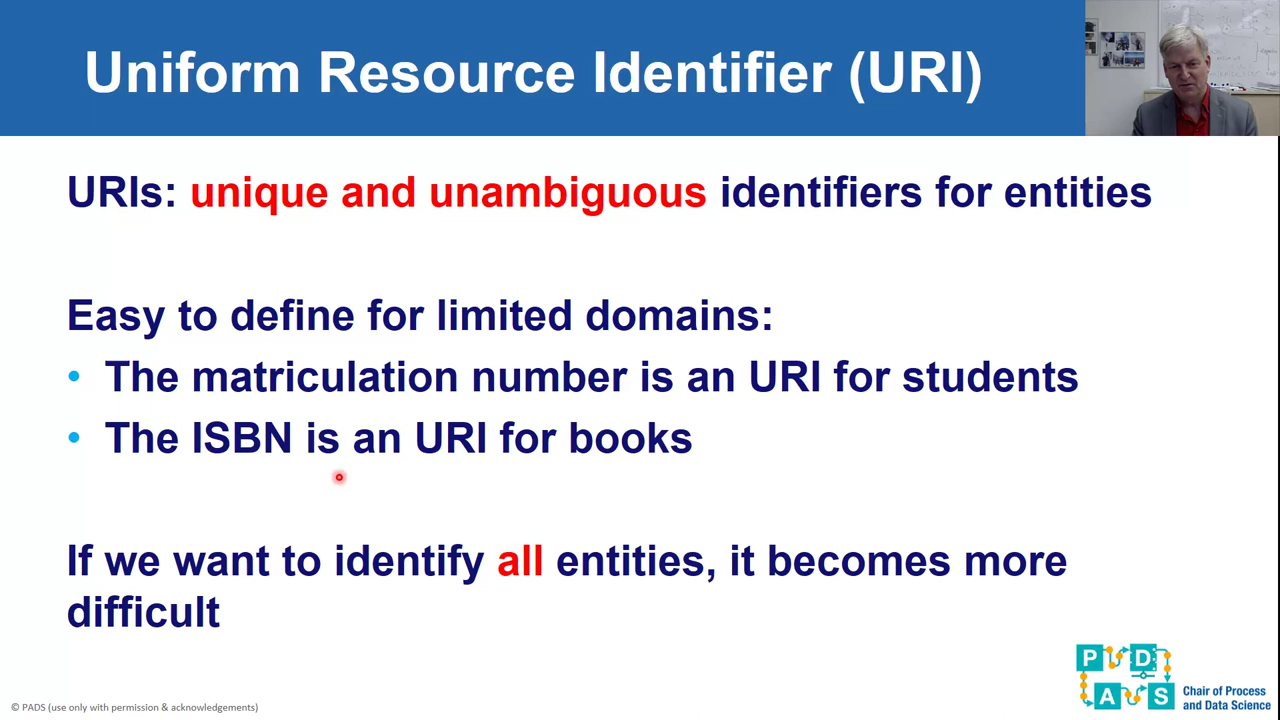 Uniform Resource Identifier (URI)
URIs: unique and unambiguous identifiers for entities
Easy to define for limited domains:
• The matriculation number is an URI for students
• The ISBN is an URI for books
If we want to identify all entities, it becomes more
difficult
P D
A S
Chair of Process
and Data Science
© PADS (use only with permission & acknowledgements)